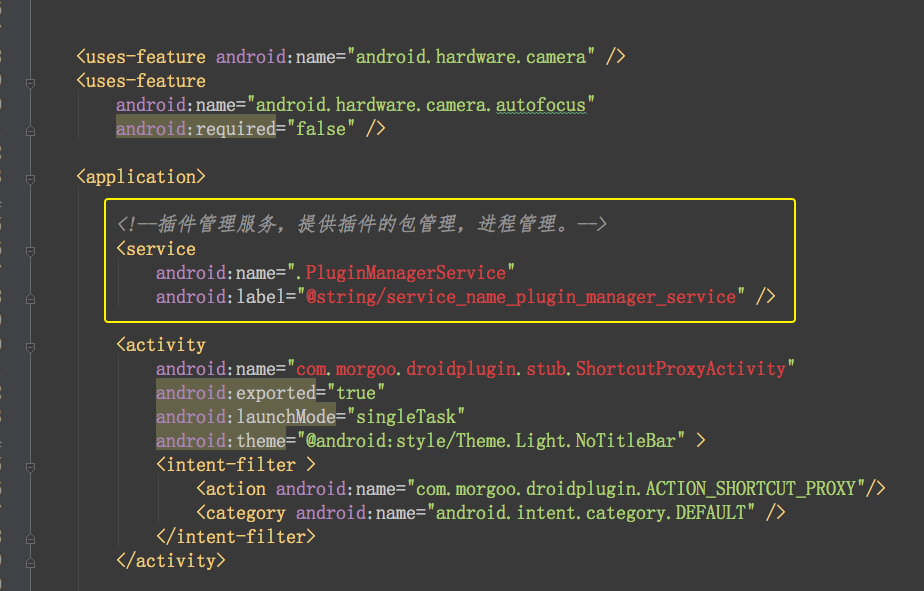 <uses-feature android:name="android.hardware.camera" />
<uses-feature
android:name="android.hardware.camera.autofocus"
android:required="false" />
<application>
<!--插件管理服务，提供插件的包管理，进程管理。-->
<service
android:name=".PluginManagerService"
android:label="@string/service_name_plugin_manager_service" />
<activity
android:name="com.morgoo.droidplugin.stub.ShortcutProxyActivity"
android:exported="true"
android:launchMode="singleTask"
android:theme="@android:style/Theme.Light.NoTitleBar" >
<intent-filter >
<action android:name="com.morgoo.droidplugin.ACTION_SHORTCUT_PROXY"/>
<category android:name="android.intent.category.DEFAULT" />
</intent-filter>
</activity>